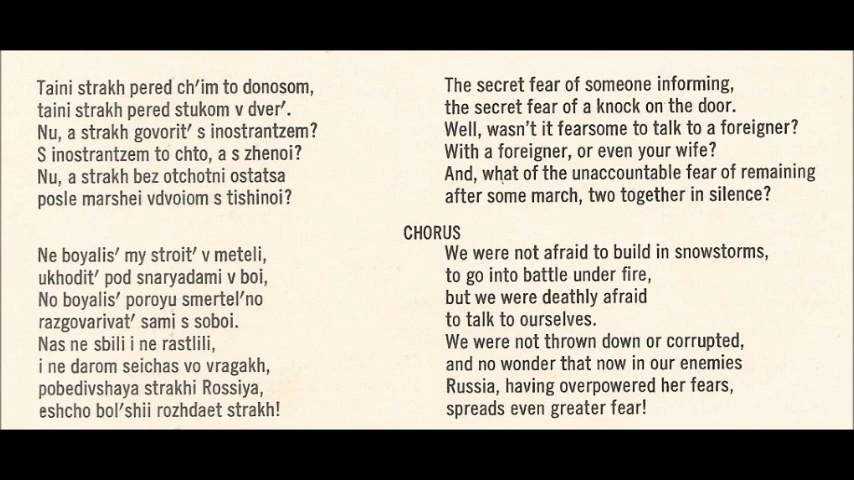 Taini strakh pered ch'im to donosom,
taini strakh pered stukom v dver'.
Nu, a strakh govorit' s inostrantzem?
S inostrantzem to chto, a s zhenoi?
Nu, a strakh bez otchotni ostatsa
posle marshei vdvoiom s tishinoi?
The secret fear of someone informing,
the secret fear of a knock on the door.
Well, wasn't it fearsome to talk to a foreigner?
With a foreigner, or even your wife?
And, what of the unaccountable fear of remaining
after some march, two together in silence?
CHORUS
Ne boyalis' my stroit' v meteli,
ukhodit' pod snaryadami v boi,
No boyalis' poroyu smertel'no
razgovarivat' sami s soboi.
Nas ne sbili i ne rastlili,
i ne darom seichas vo vragakh,
pobedivshaya strakhi Rossiya,
eshcho bol'shii rozhdaet strakh!
We were not afraid to build in snowstorms,
to go into battle under fire,
but we were deathly afraid
to talk to ourselves.
We were not thrown down or corrupted,
and no wonder that now in our enemies
Russia, having overpowered her fears,
spreads even greater fear!